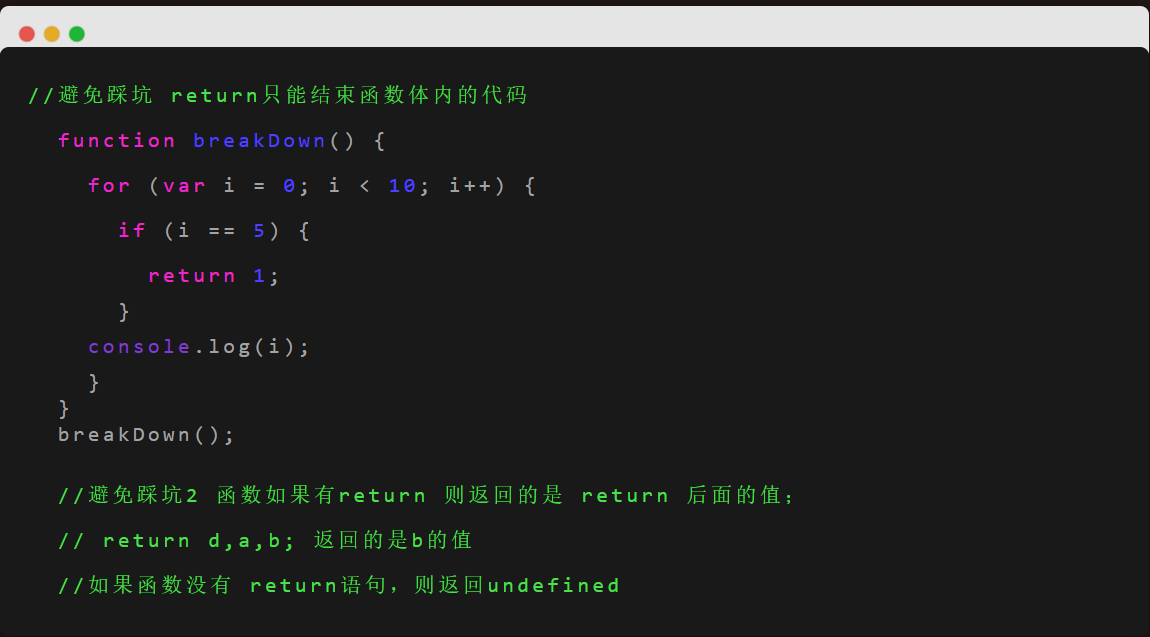 //避免踩坑 return只能结束函数体内的代码
function breakDown() {
for (var i = 0; i < 10; i++) {
if (i == 5) {
return 1;
}
console.log(i);
}
}
breakDown();
//避免踩坑2 函数如果有return 则返回的是 return 后面的值;
// return d,a,b; 返回的是b的值
//如果函数没有 return语句，则返回undefined